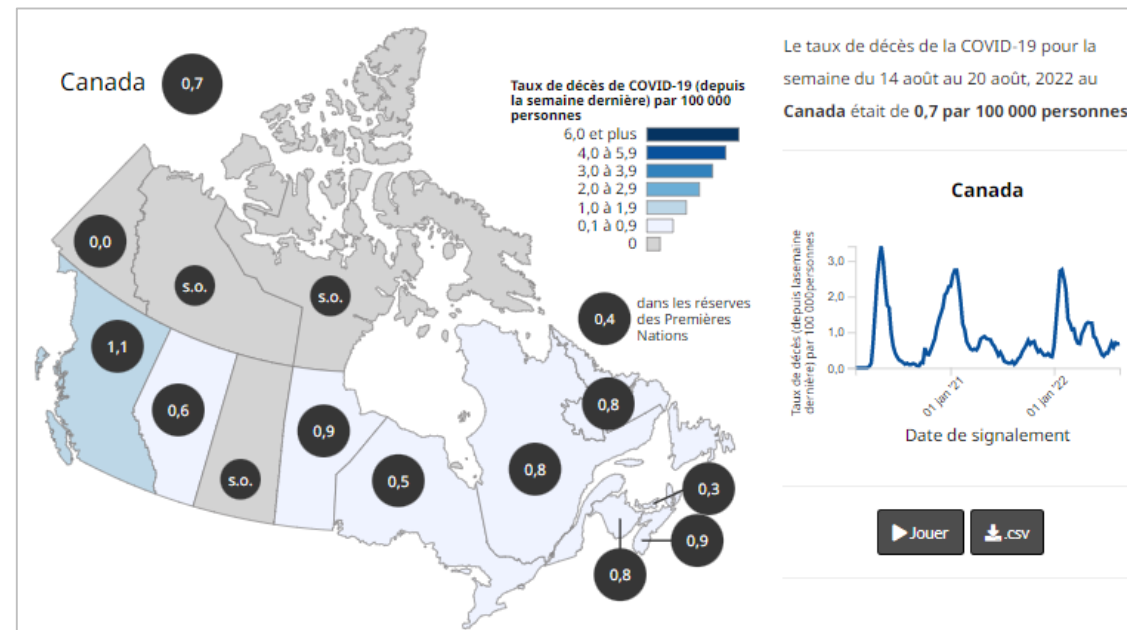 Canada
0,7
Taux de décès de COVID-19 (depuis
la semaine dernière) par 100 000
personnes
6,0 et plus
4,0 à 5,9
3,0 à 3,9
2,0 à 2,9
1,0 à 1,9
0,1 à 0,9
0
0,0
s.o.
s.o.
0,4
dans les réserves
des Premières
Nations
1,1
0,6
s.o.
0,9
0,5
0,8
0,8
0,3
0,9
0,8
Le taux de décès de la COVID-19 pour la
semaine du 14 août au 20 août, 2022 au
Canada était de 0,7 par 100 000 personnes
Canada
Taux de décès (depuis lasemaine
dernière) par 100 000personnes
3,0
2,0
1,0
0,0
01 jan '21
01 jan '22
Date de signalement
Jouer
.csv